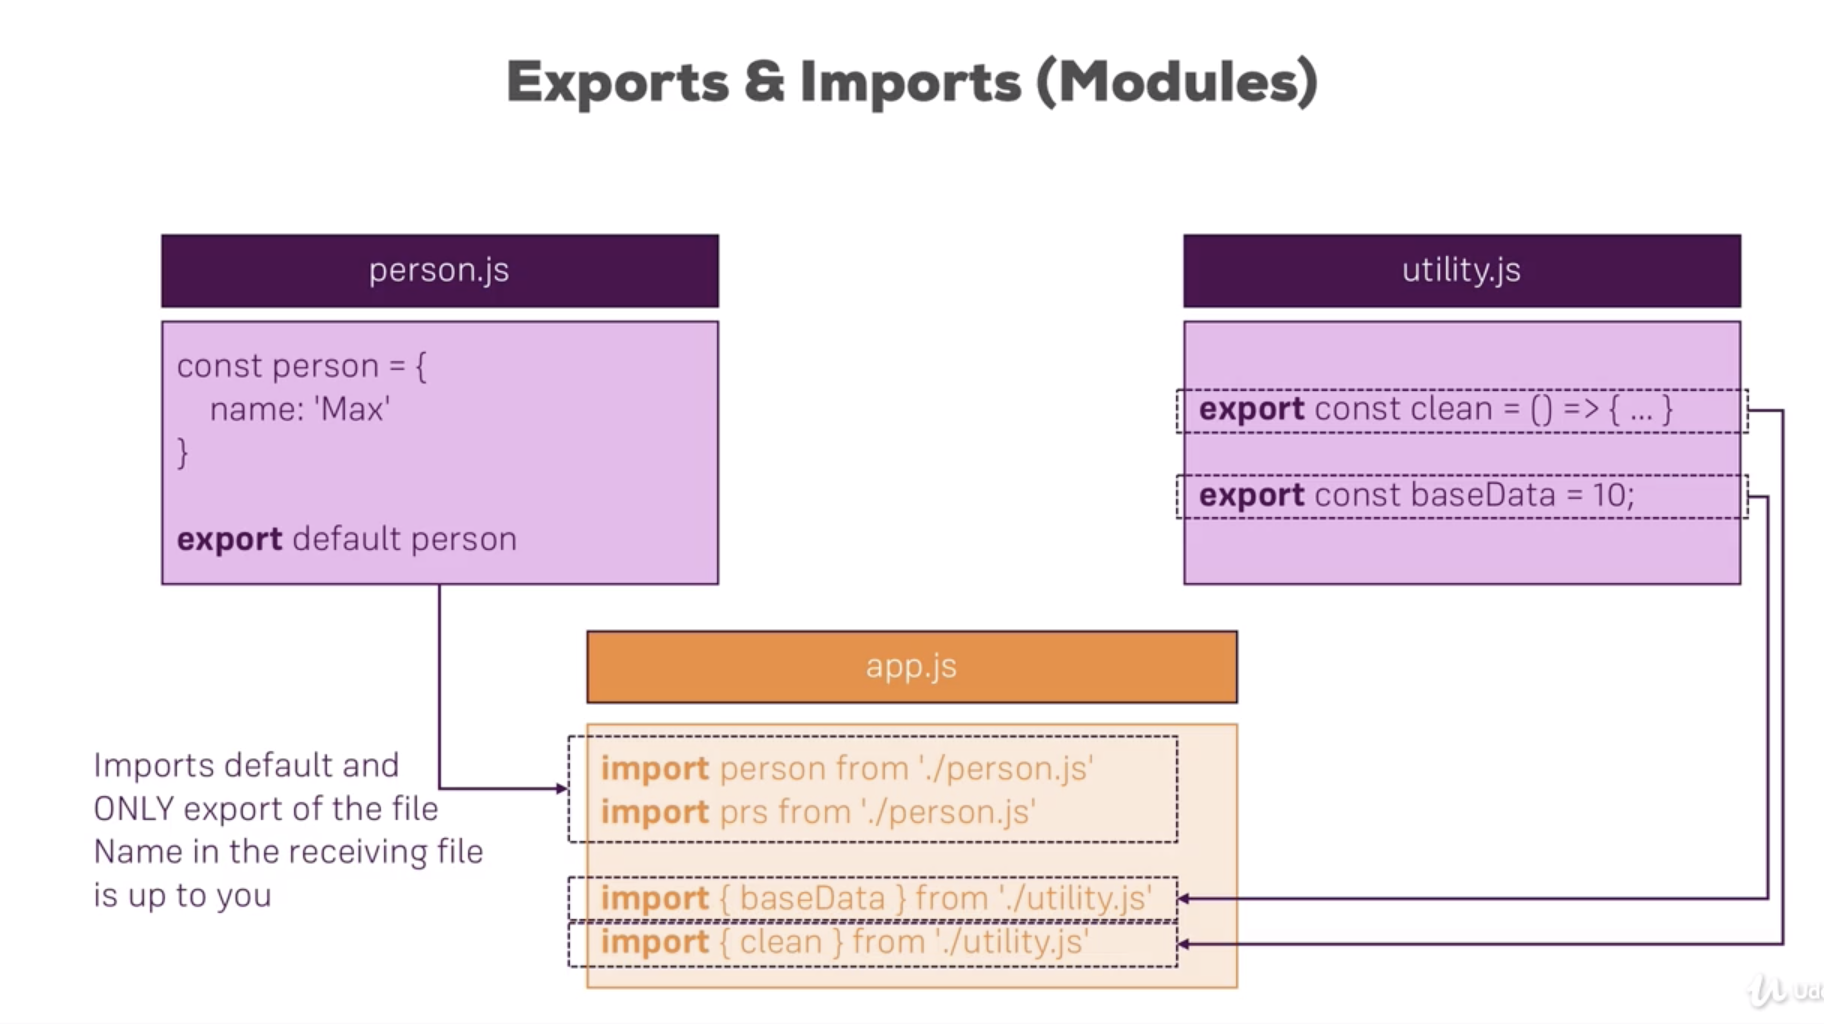 Exports & Imports (Modules)
person.js
const person = {
name: 'Max'
}
export default person
utility.js
export const clean = () => { ... }
export const baseData = 10;
app.js
import person from './person.js'
import prs from './person.js'
import { baseData } from './utility.js'
import { clean } from './utility.js'
Imports default and
ONLY export of the file
Name in the receiving file
is up to you